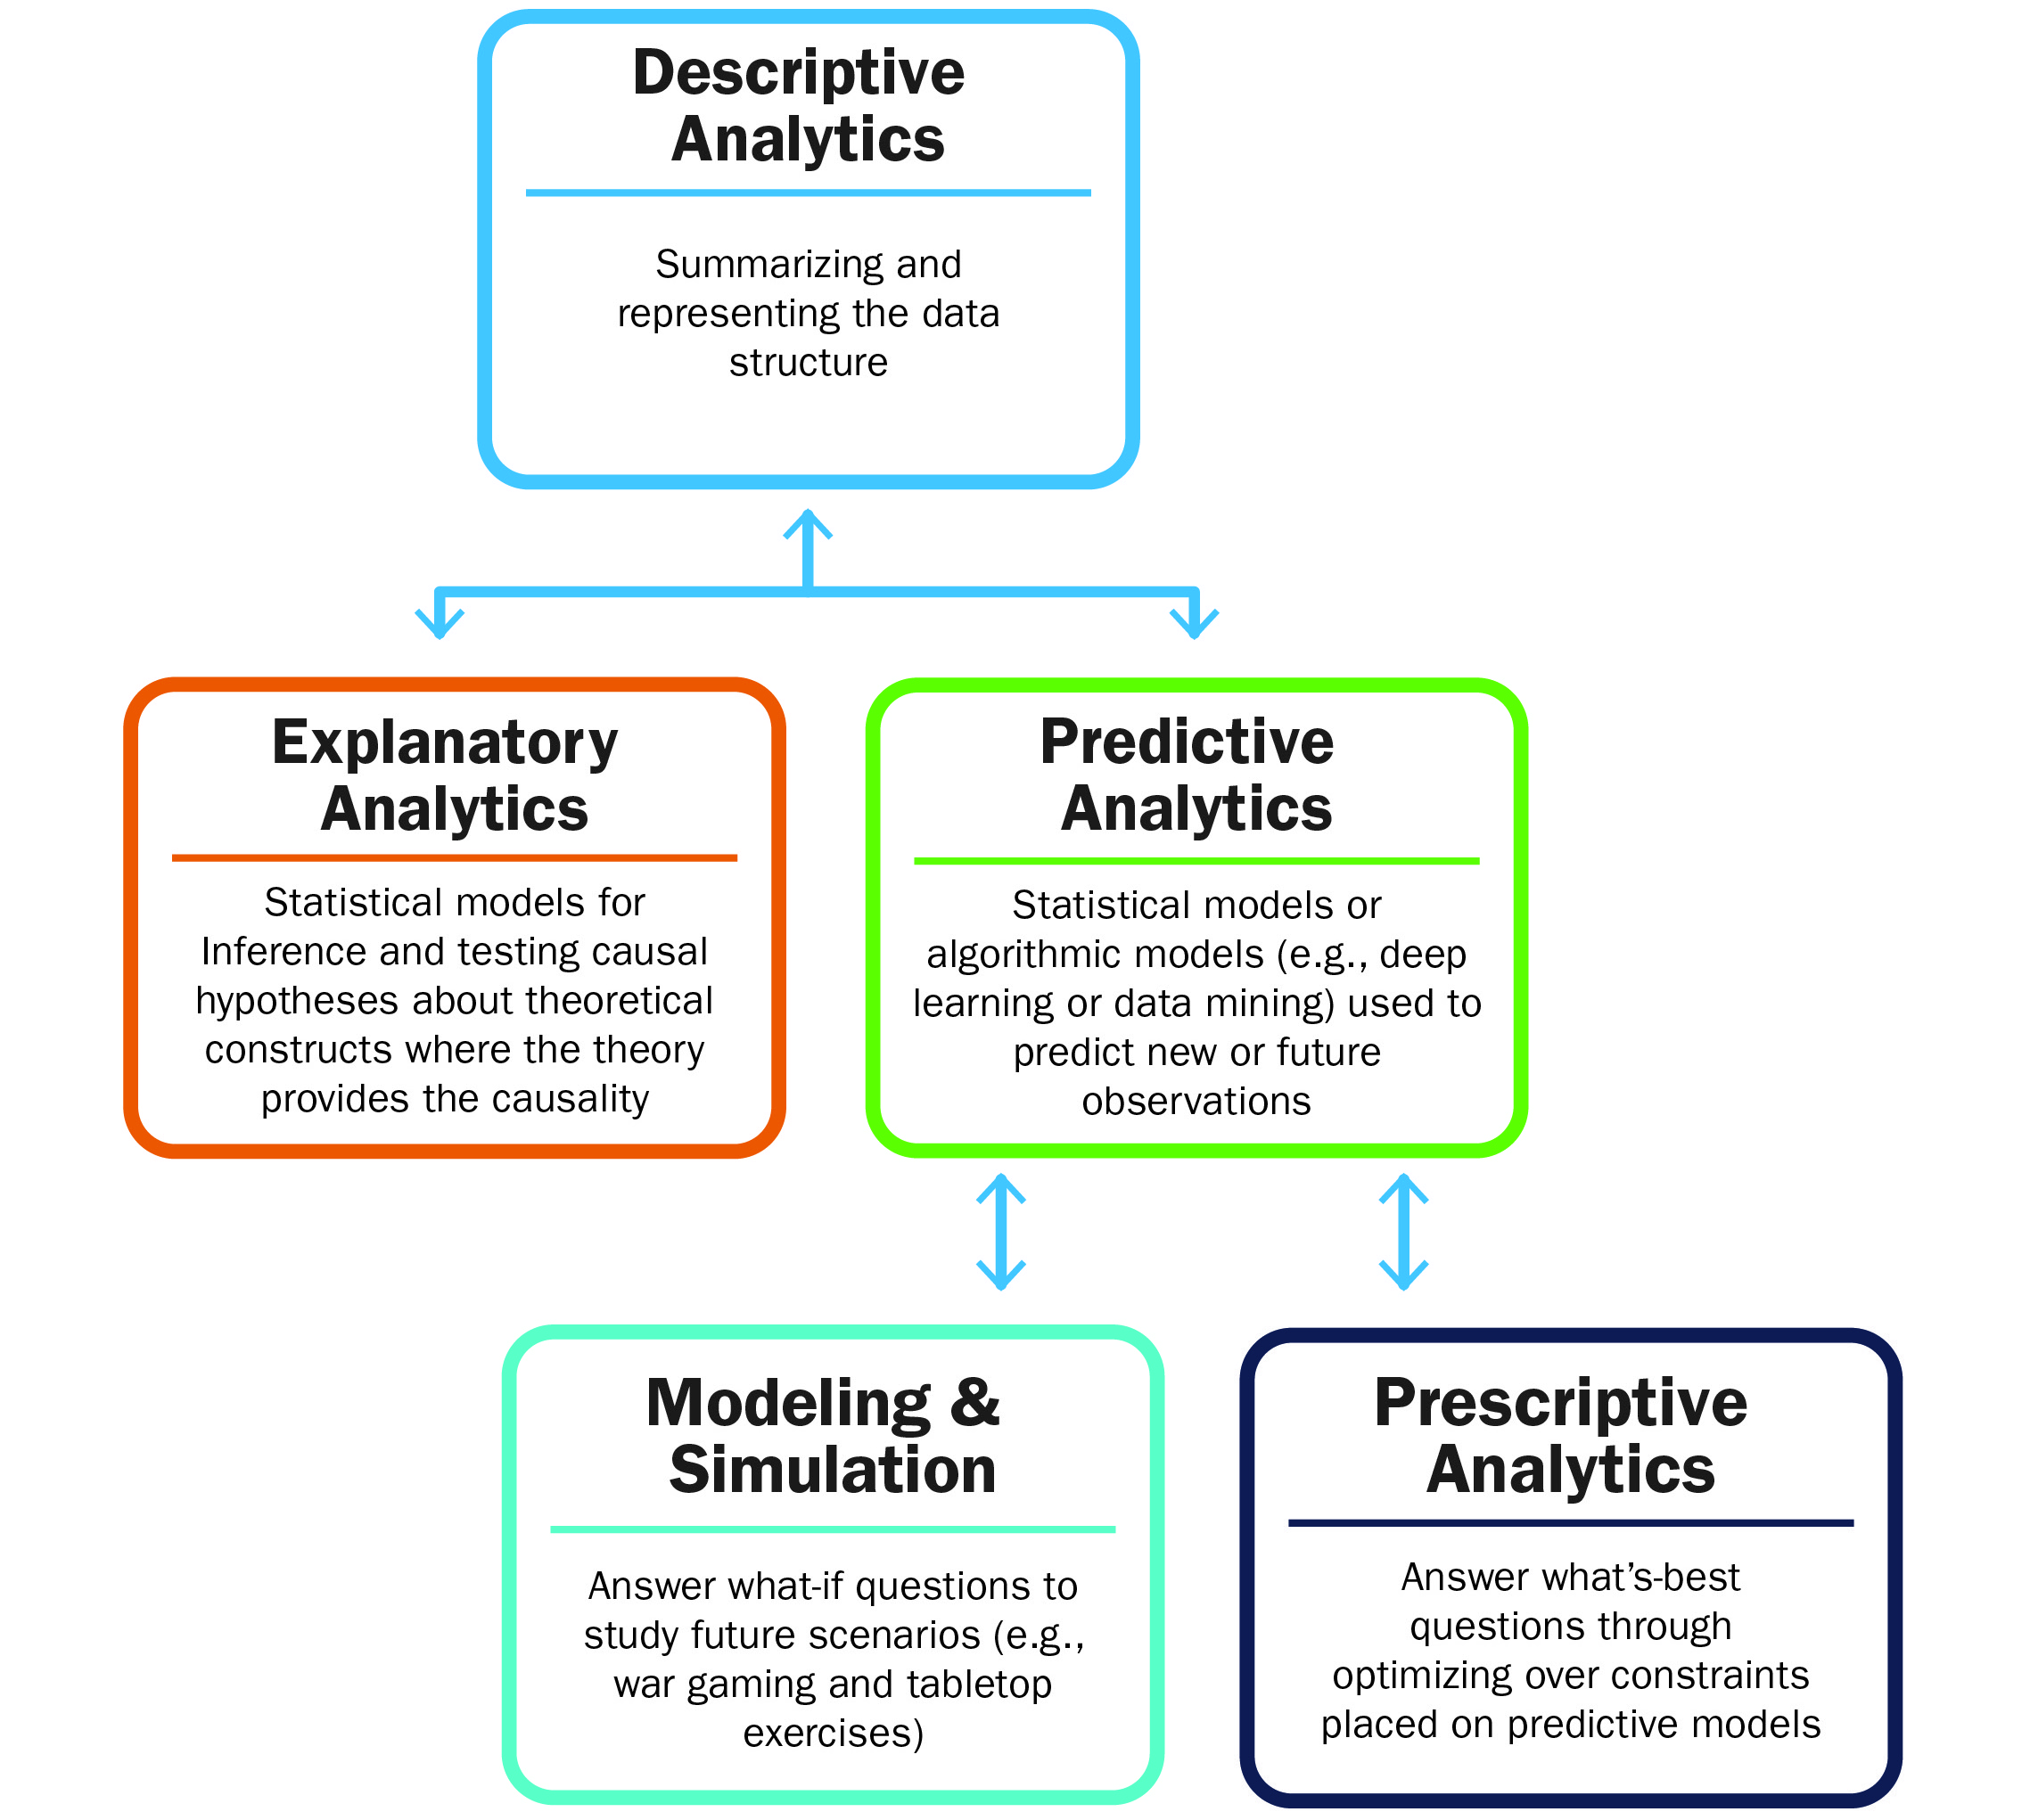 Descriptive
Analytics
Summarizing and
representing the data
structure
Explanatory
Analytics
Statistical models for
Inference and testing causal
hypotheses about theoretical
constructs where the theory
provides the causality
Predictive
Analytics
Statistical models or
algorithmic models (e.g., deep
learning or data mining) used to
predict new or future
observations
Modeling &
Simulation
Answer what-if questions to
study future scenarios (e.g.,
war gaming and tabletop
exercises)
Prescriptive
Analytics
Answer what’s-best
questions through
optimizing over constraints
placed on predictive models